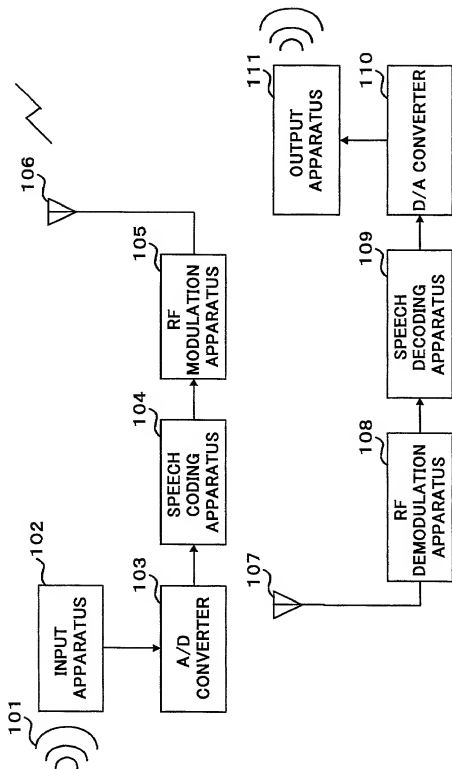 101
102
INPUT
APPARATUS
103
A/D
CONVERTER
104
SPEECH
CODING
APPARATUS
105
RF
MODULATION
APPARATUS
106
107
108
RF
DEMODULATION
APPARATUS
109
SPEECH
DECODING
APPARATUS
110
D/A CONVERTER
111
OUTPUT
APPARATUS